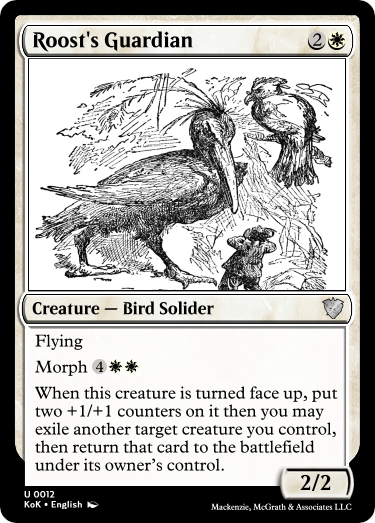 Roost's Guardian 2
Creature — Bird Solider
Flying
Morph 4
When this creature is turned face up, put
two +1/+1 counters on it then you may
exile another target creature you control,
then return that card to the battlefield
under its owner's control.
2/2
U 0012
KoK • English
Mackenzie, McGrath & Associates LLC